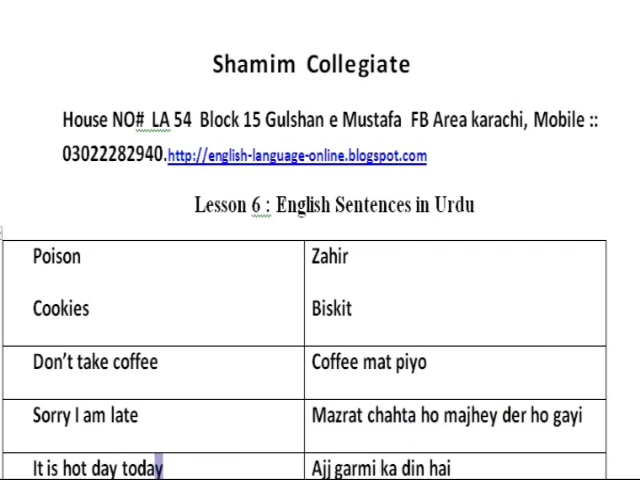 Shamim Collegiate
House NO# LA 54 Block 15 Gulshan e Mustafa FB Area karachi, Mobile ::
03022282940.http://english-language-online.blogspot.com
Lesson 6 : English Sentences in Urdu
Poison Zahir
Cookies Biskit
Don't take coffee Coffee mat piyo
Sorry I am late Mazrat chahta ho majhey der ho gayi
It is hot day today Ajj garmi ka din hai